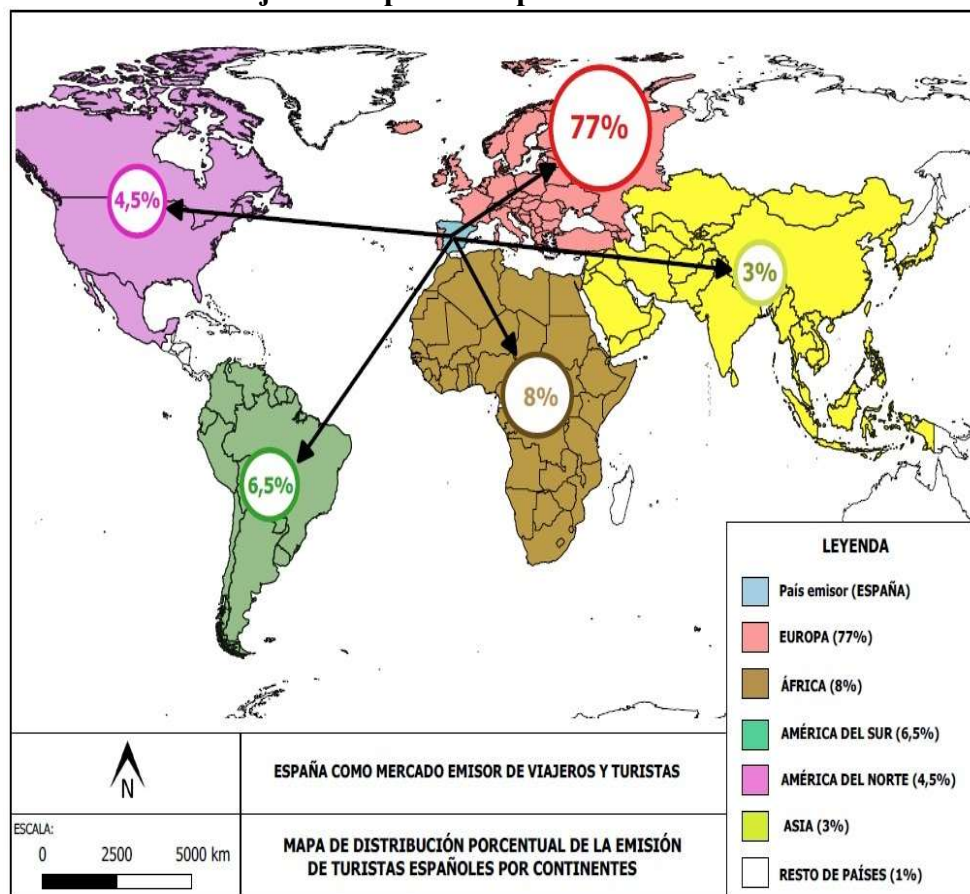 77%
4,5%
3%
8%
6,5%
LEYENDA
País emisor (ESPAÑA)
EUROPA (77%)
ÁFRICA (8%)
AMÉRICA DEL SUR (6,5%)
AMÉRICA DEL NORTE (4,5%)
ASIA (3%)
RESTO DE PAÍSES (1%)
N
ESPAÑA COMO MERCADO EMISOR DE VIAJEROS Y TURISTAS
ESCALA:
0 2500 5000 km
MAPA DE DISTRIBUCIÓN PORCENTUAL DE LA EMISIÓN
DE TURISTAS ESPAÑOLES POR CONTINENTES